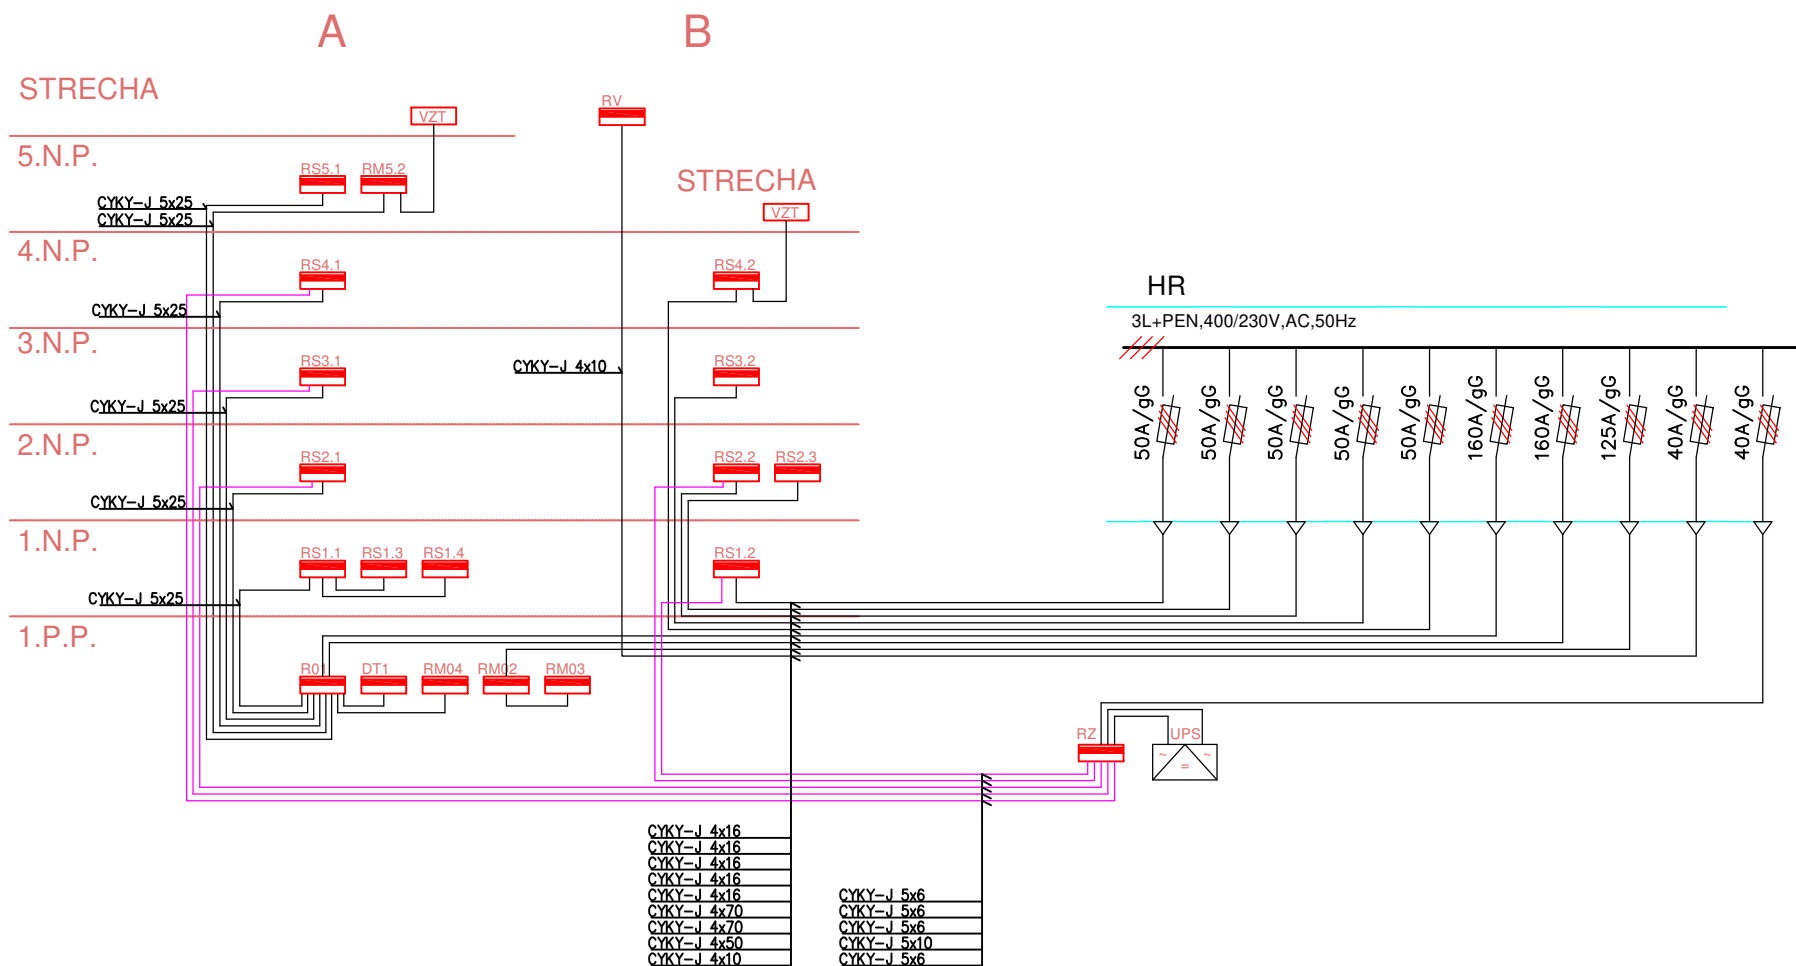 A
B
STRECHA
VZT
RV
5.N.P.
RS5.1
RM5.2
STRECHA
CYKY-J 5x25
CYKY-J 5x25
VZT
4.N.P.
RS4.1
RS4.2
HR
CYKY-J 5x25
3L+PEN,400/230V,AC,50Hz
3.N.P.
RS3.1
CYKY-J 4x10
RS3.2
CYKY-J 5x25
50A/gG
50A/gG
50A/gG
50A/gG
50A/gG
160A/gG
160A/gG
125A/gG
40A/gG
40A/gG
2.N.P.
RS2.1
RS2.2
RS2.3
CYKY-J 5x25
1.N.P.
RS1.1
RS1.3
RS1.4
RS1.2
CYKY-J 5x25
1.P.P.
R01
DT1
RM04
RM02
RM03
RZ
UPS
~
~
=
CYKY-J 4x16
CYKY-J 4x16
CYKY-J 4x16
CYKY-J 4x16
CYKY-J 4x16
CYKY-J 4x70
CYKY-J 4x70
CYKY-J 4x50
CYKY-J 4x10
CYKY-J 5x6
CYKY-J 5x6
CYKY-J 5x6
CYKY-J 5x10
CYKY-J 5x6